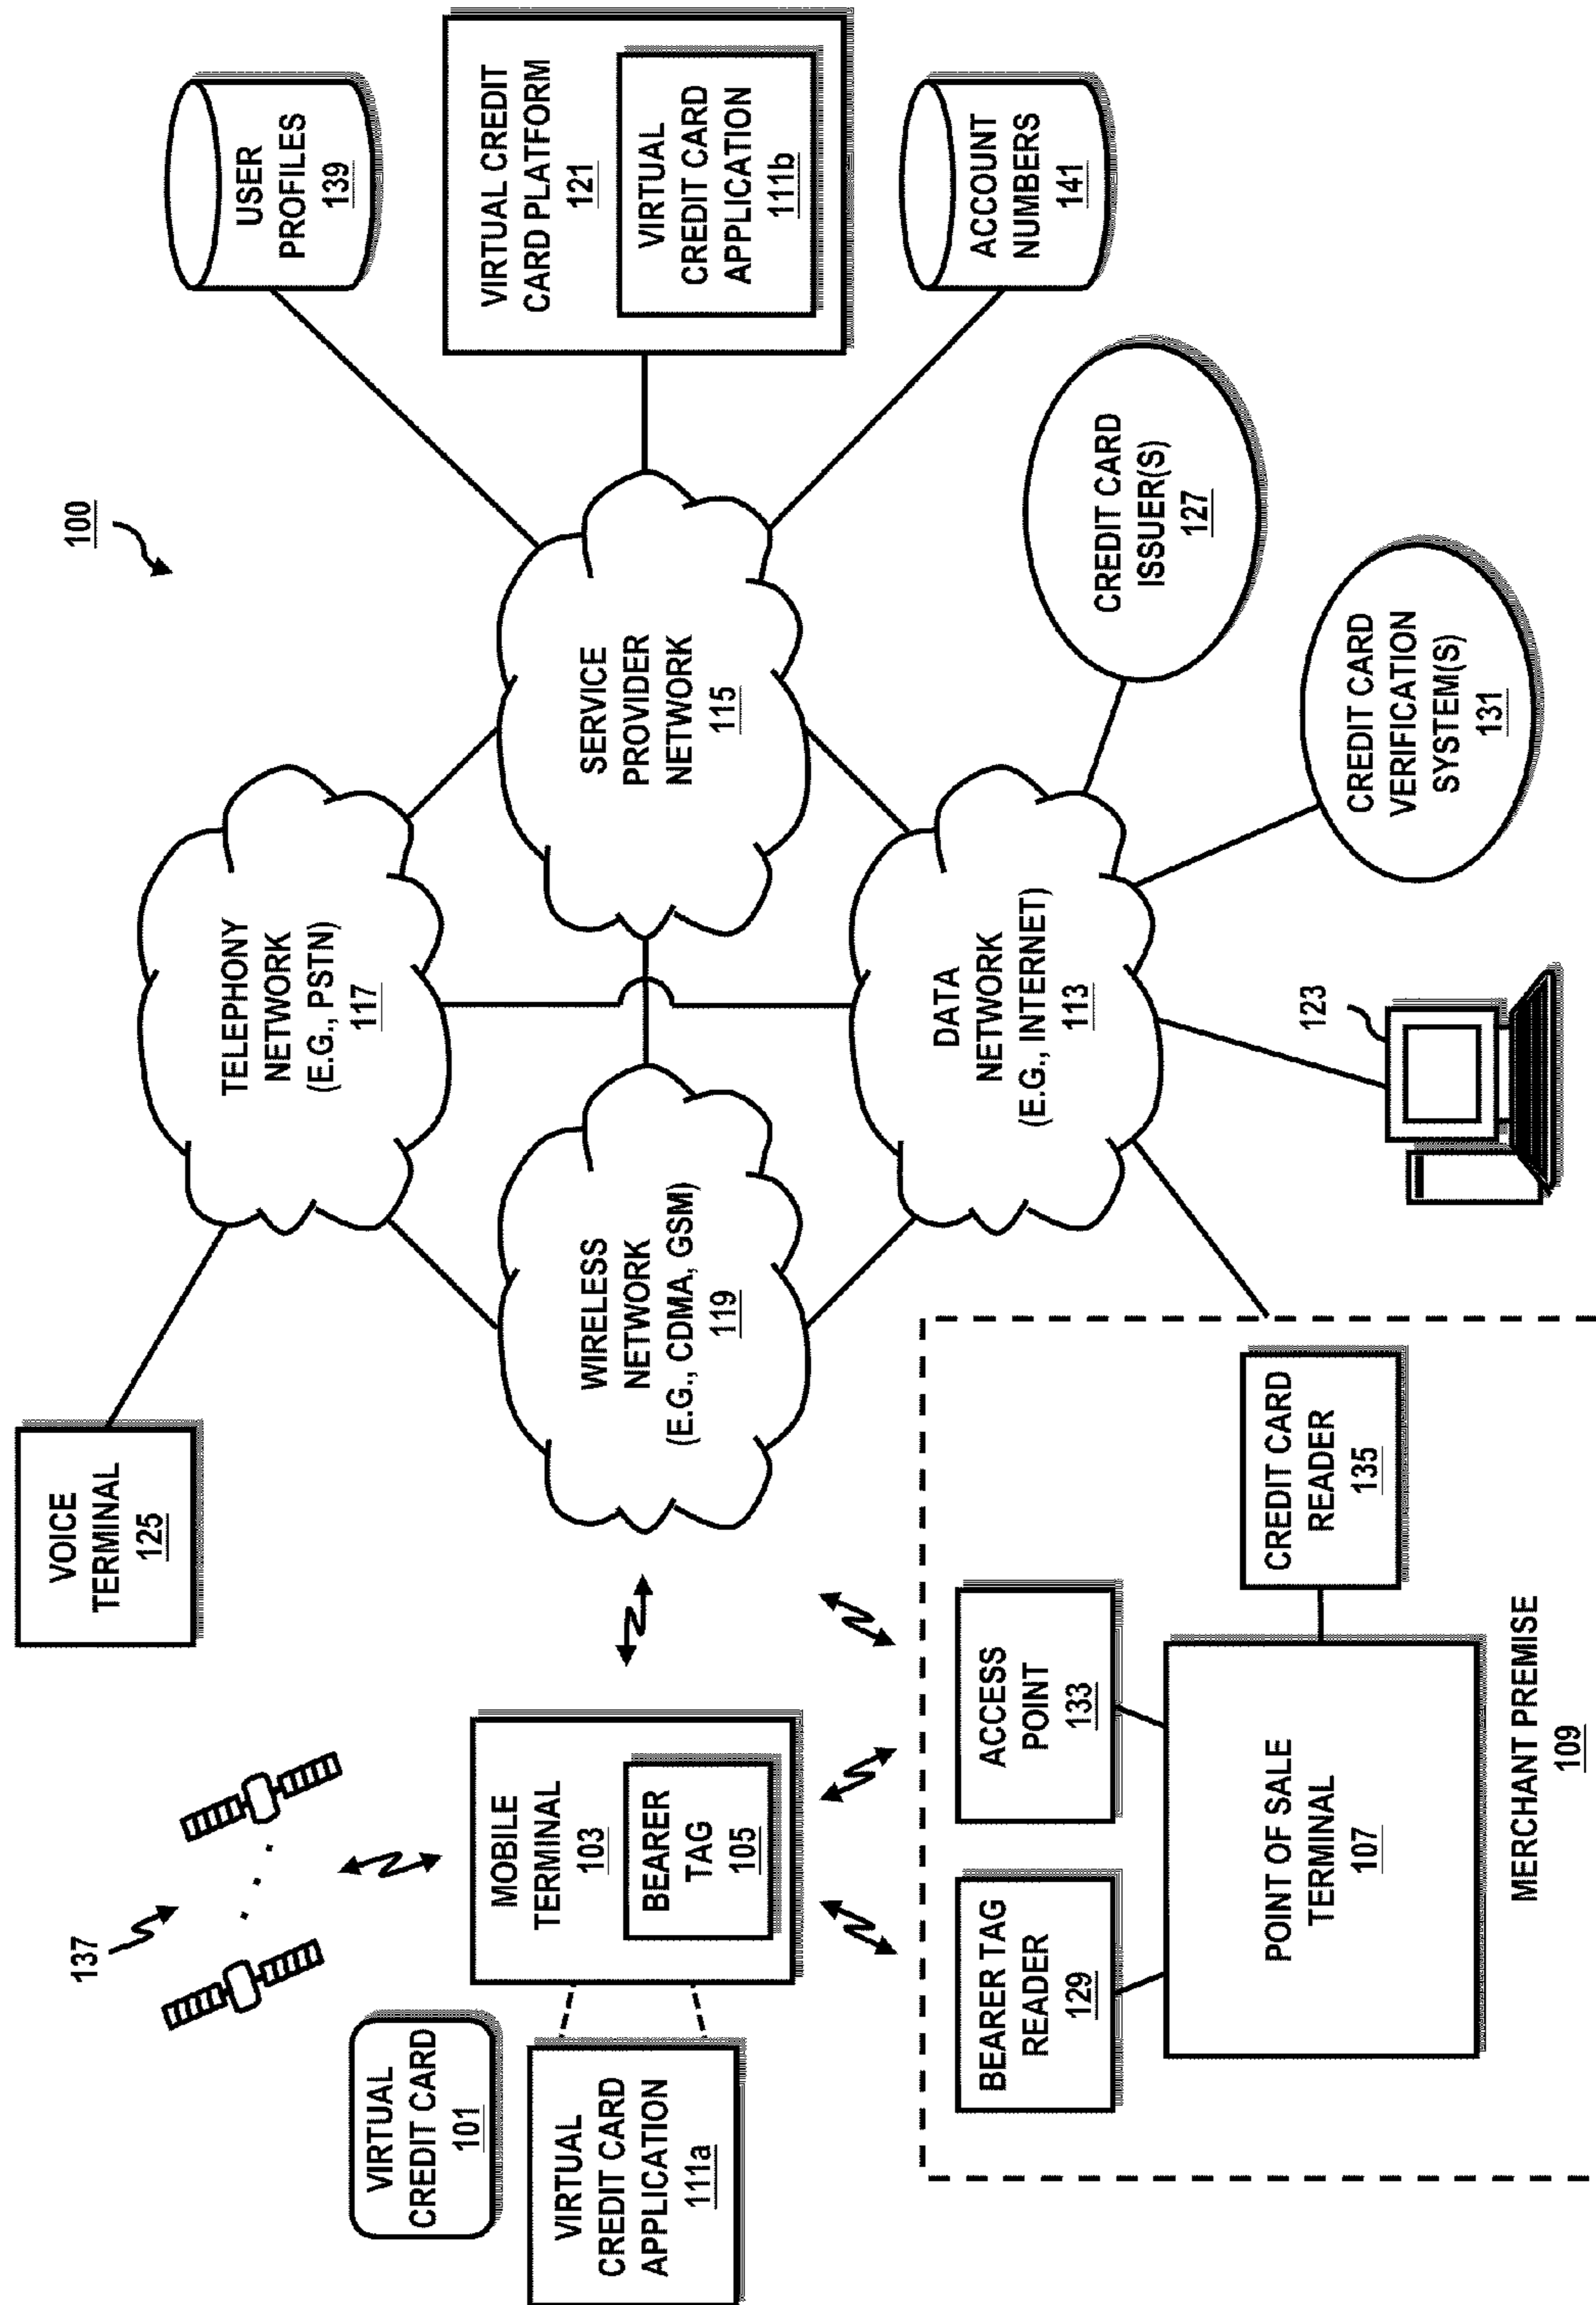 100
137
VOICE
TERMINAL
125
TELEPHONY
NETWORK
(E.G., PSTN)
117
USER
PROFILES
139
VIRTUAL
CREDIT CARD
101
VIRTUAL
CREDIT CARD
APPLICATION
111a
MOBILE
TERMINAL
103
BEARER
TAG
105
WIRELESS
NETWORK
(E.G., CDMA, GSM)
119
SERVICE
PROVIDER
NETWORK
115
VIRTUAL CREDIT
CARD PLATFORM
121
VIRTUAL
CREDIT CARD
APPLICATION
111b
ACCOUNT
NUMBERS
141
DATA
NETWORK
(E.G., INTERNET)
113
CREDIT CARD
ISSUER(S)
127
CREDIT CARD
VERIFICATION
SYSTEM(S)
131
123
BEARER TAG
READER
129
ACCESS
POINT
133
POINT OF SALE
TERMINAL
107
CREDIT CARD
READER
135
MERCHANT PREMISE
109